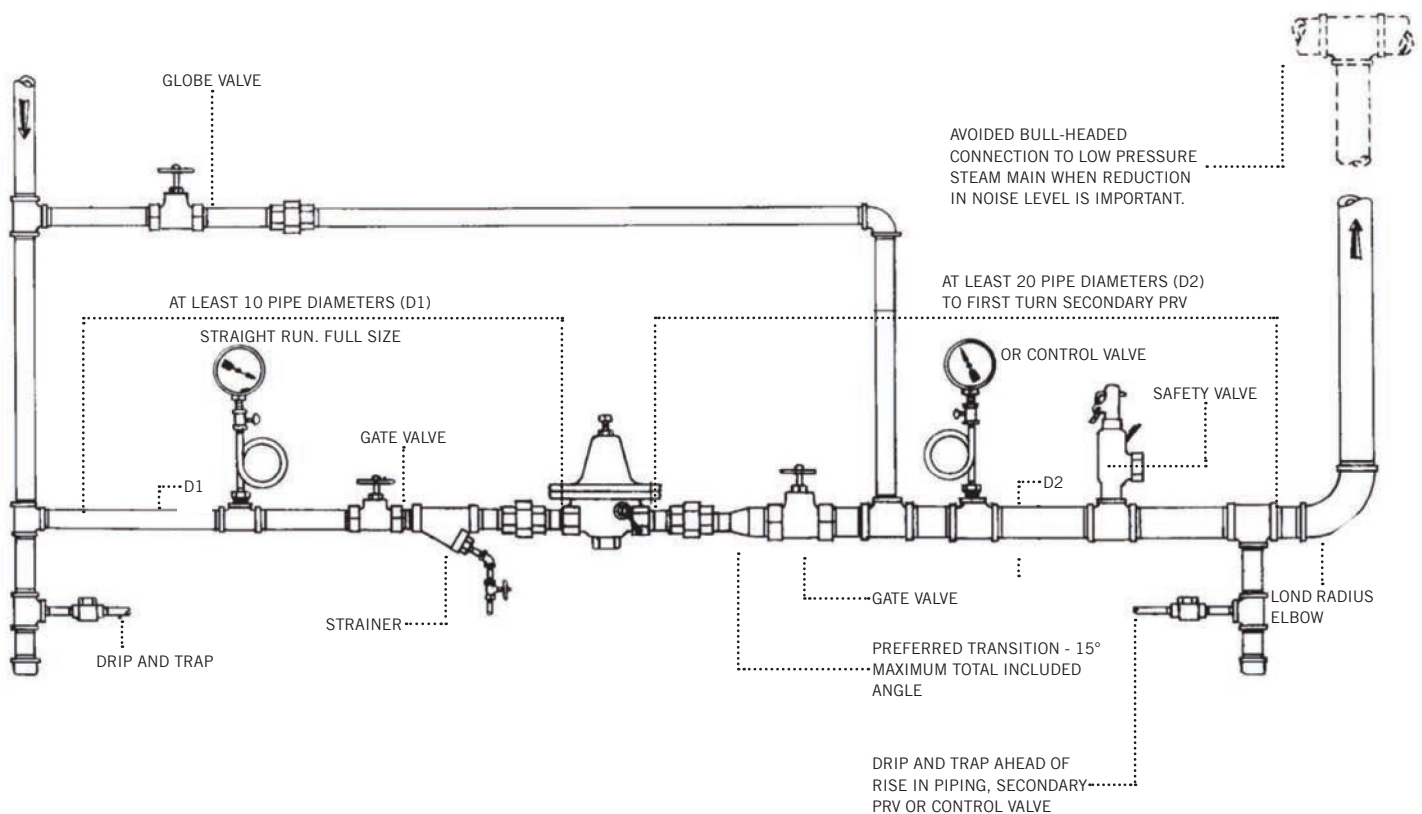 GLOBE VALVE
AVOIDED BULL-HEADED
CONNECTION TO LOW PRESSURE
STEAM MAIN WHEN REDUCTION
IN NOISE LEVEL IS IMPORTANT.
AT LEAST 10 PIPE DIAMETERS (D1)
STRAIGHT RUN. FULL SIZE
AT LEAST 20 PIPE DIAMETERS (D2)
TO FIRST TURN SECONDARY PRV
OR CONTROL VALVE
SAFETY VALVE
GATE VALVE
D1
D2
STRAINER
DRIP AND TRAP
GATE VALVE
LOND RADIUS
ELBOW
PREFERRED TRANSITION - 15°
MAXIMUM TOTAL INCLUDED
ANGLE
DRIP AND TRAP AHEAD OF
RISE IN PIPING, SECONDARY
PRV OR CONTROL VALVE